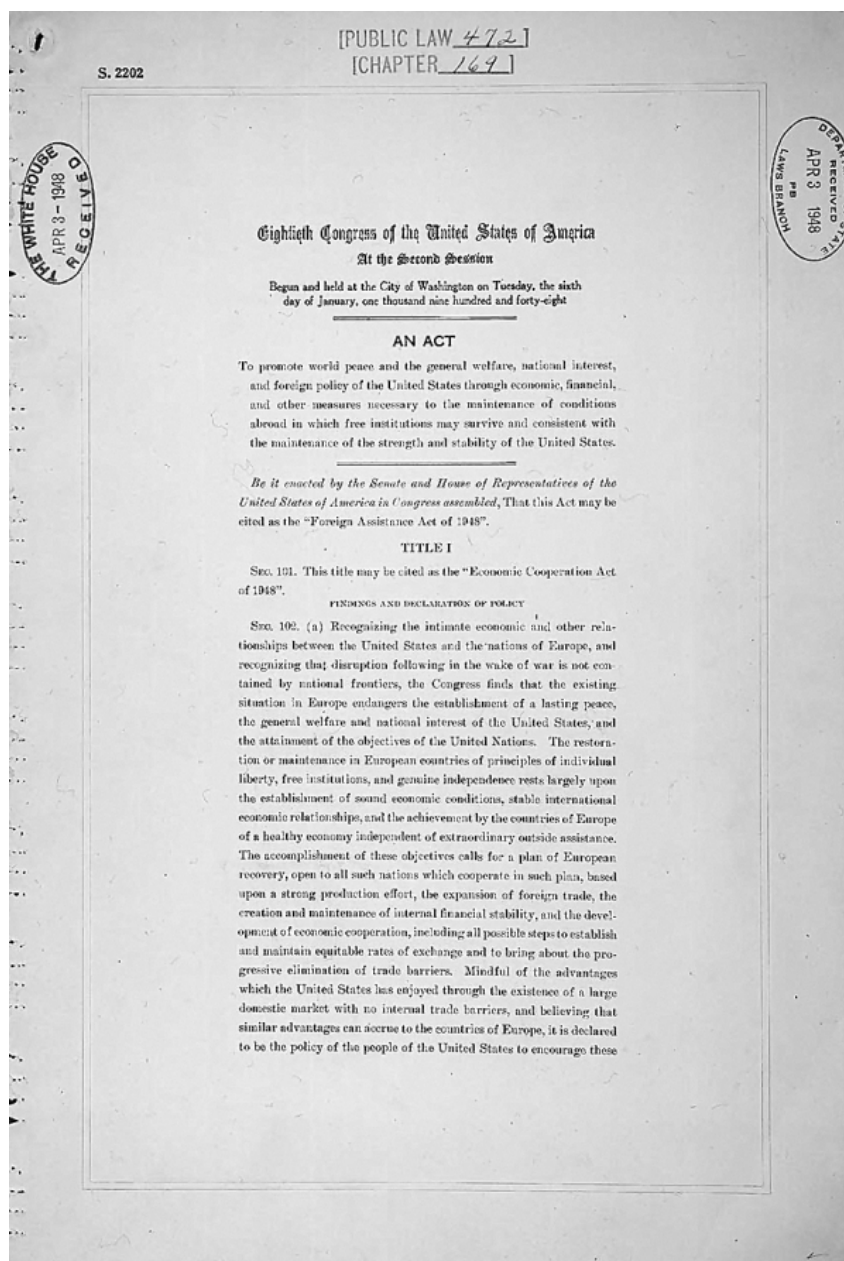 1
[PUBLIC LAW 472]
[CHAPTER 169]
S. 2202
THE WHITE HOUSE
APR 3 - 1948
RECEIVED
RECEIVED
APR 3 1948
PB
LAWS BRANCH
STATE
Eightieth Congress of the United States of America
At the Second Session
Begun and held at the City of Washington on Tuesday, the sixth
day of January, one thousand nine hundred and forty-eight
AN ACT
To promote world peace and the general welfare, national interest,
and foreign policy of the United States through economic, financial,
and other measures necessary to the maintenance of conditions
abroad in which free institutions may survive and consistent with
the maintenance of the strength and stability of the United States.
Be it enacted by the Senate and House of Representatives of the
United States of America in Congress assembled, That this Act may be
cited as the "Foreign Assistance Act of 1948".
TITLE I
SEC. 101. This title may be cited as the "Economic Cooperation Act
of 1948".
FINDINGS AND DECLARATION OF POLICY
SEC. 102. (a) Recognizing the intimate economic and other rela-
tionships between the United States and the nations of Europe, and
recognizing that disruption following in the wake of war is not con-
tained by national frontiers, the Congress finds that the existing
situation in Europe endangers the establishment of a lasting peace,
the general welfare and national interest of the United States, and
the attainment of the objectives of the United Nations. The restora-
tion or maintenance in European countries of principles of individual
liberty, free institutions, and genuine independence rests largely upon
the establishment of sound economic conditions, stable international
economic relationships, and the achievement by the countries of Europe
of a healthy economy independent of extraordinary outside assistance.
The accomplishment of these objectives calls for a plan of European
recovery, open to all such nations which cooperate in such plan, based
upon a strong production effort, the expansion of foreign trade, the
creation and maintenance of internal financial stability, and the devel-
opment of economic cooperation, including all possible steps to establish
and maintain equitable rates of exchange and to bring about the pro-
gressive elimination of trade barriers. Mindful of the advantages
which the United States has enjoyed through the existence of a large
domestic market with no internal trade barriers, and believing that
similar advantages can accrue to the countries of Europe, it is declared
to be the policy of the people of the United States to encourage these